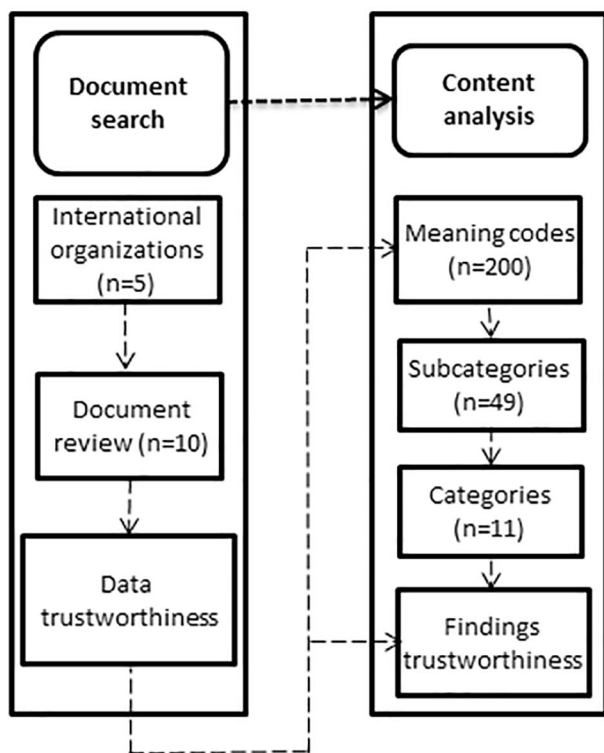 Document
search
International
organizations
(n=5)
Document
review (n=10)
Data
trustworthiness
Content
analysis
Meaning codes
(n=200)
Subcategories
(n=49)
Categories
(n=11)
Findings
trustworthiness